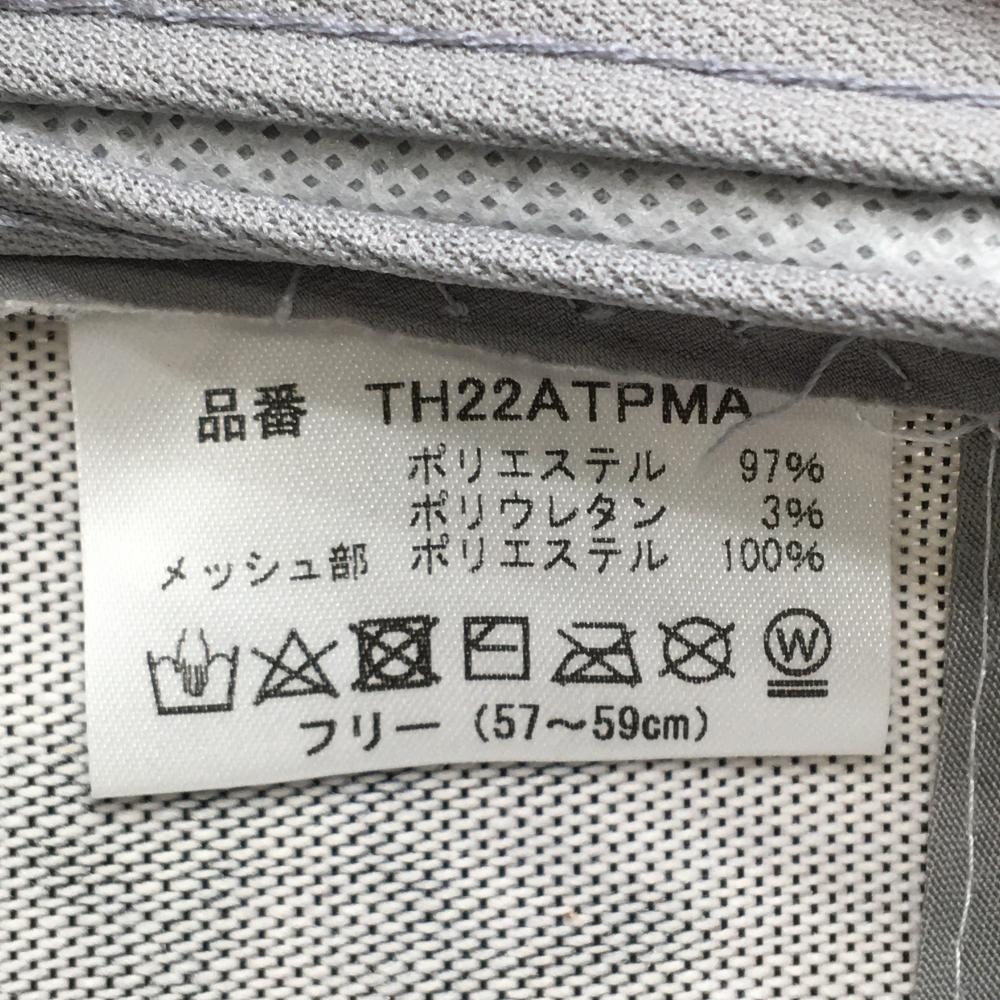 品番 TH22ATPMA
ポリエステル 97%
ポリウレタン 3%
メッシュ部 ポリエステル 100%
W
フリー（57～59cm）